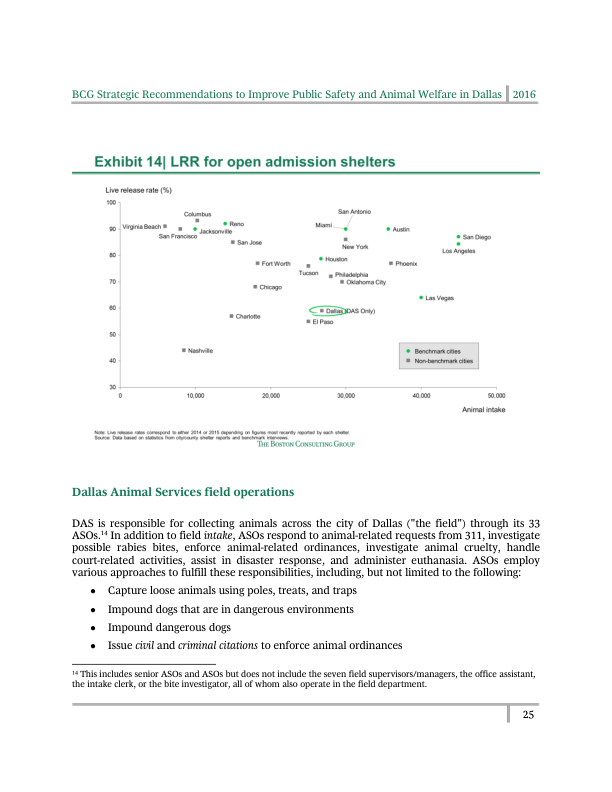 BCG Strategic Recommendations to Improve Public Safety and Animal Welfare in Dallas 2016
Exhibit 14| LRR for open admission shelters
Live release rate (%)
100
90
80
70
60
50
40
30
Virginia Beach
Columbus
San Francisco
Jacksonville
Reno
San Jose
Fort Worth
Chicago
Charlotte
Nashville
San Antonio
Miami
New York
Houston
Tucson
Philadelphia
Oklahoma City
Dallas (DAS Only)
El Paso
Austin
Phoenix
San Diego
Los Angeles
Las Vegas
Benchmark cities
Non-benchmark cities
0
10,000
20,000
30,000
40,000
50,000
Animal intake
Note: Live release rates correspond to either 2014 or 2015 depending on figures most recently reported by each shelter.
Source: Data based on statistics from city/county shelter reports and benchmark interviews.
THE BOSTON CONSULTING GROUP
Dallas Animal Services field operations
DAS is responsible for collecting animals across the city of Dallas ("the field") through its 33
ASOs.¹⁴ In addition to field intake, ASOs respond to animal-related requests from 311, investigate
possible rabies bites, enforce animal-related ordinances, investigate animal cruelty, handle
court-related activities, assist in disaster response, and administer euthanasia. ASOs employ
various approaches to fulfill these responsibilities, including, but not limited to the following:
● Capture loose animals using poles, treats, and traps
● Impound dogs that are in dangerous environments
● Impound dangerous dogs
● Issue civil and criminal citations to enforce animal ordinances
¹⁴ This includes senior ASOs and ASOs but does not include the seven field supervisors/managers, the office assistant,
the intake clerk, or the bite investigator, all of whom also operate in the field department.
25